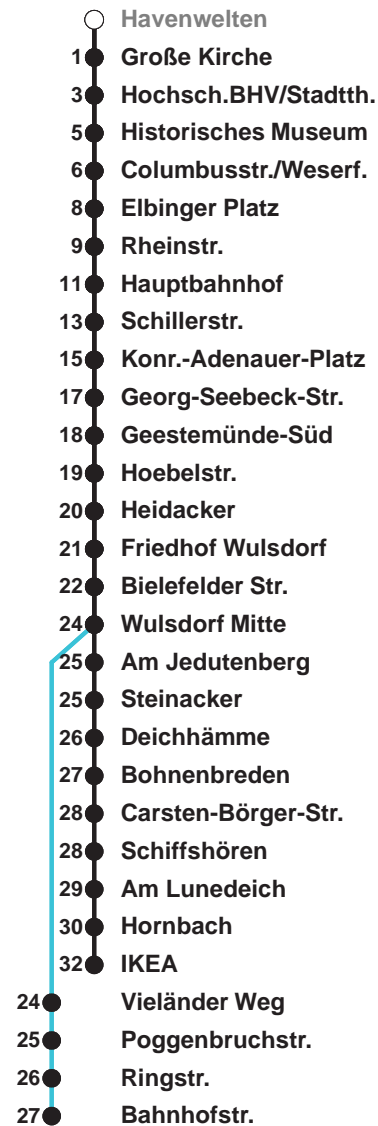 Havenwelten
1 Große Kirche
3 Hochsch.BHV/Stadtth.
5 Historisches Museum
6 Columbusstr./Weserf.
8 Elbinger Platz
9 Rheinstr.
11 Hauptbahnhof
13 Schillerstr.
15 Konr.-Adenauer-Platz
17 Georg-Seebeck-Str.
18 Geestemünde-Süd
19 Hoebelstr.
20 Heidacker
21 Friedhof Wulsdorf
22 Bielefelder Str.
24 Wulsdorf Mitte
25 Am Jedutenberg
25 Steinacker
26 Deichhämme
27 Bohnenbreden
28 Carsten-Börger-Str.
28 Schiffshören
29 Am Lunedeich
30 Hornbach
32 IKEA
24 Vieländer Weg
25 Poggenbruchstr.
26 Ringstr.
27 Bahnhofstr.